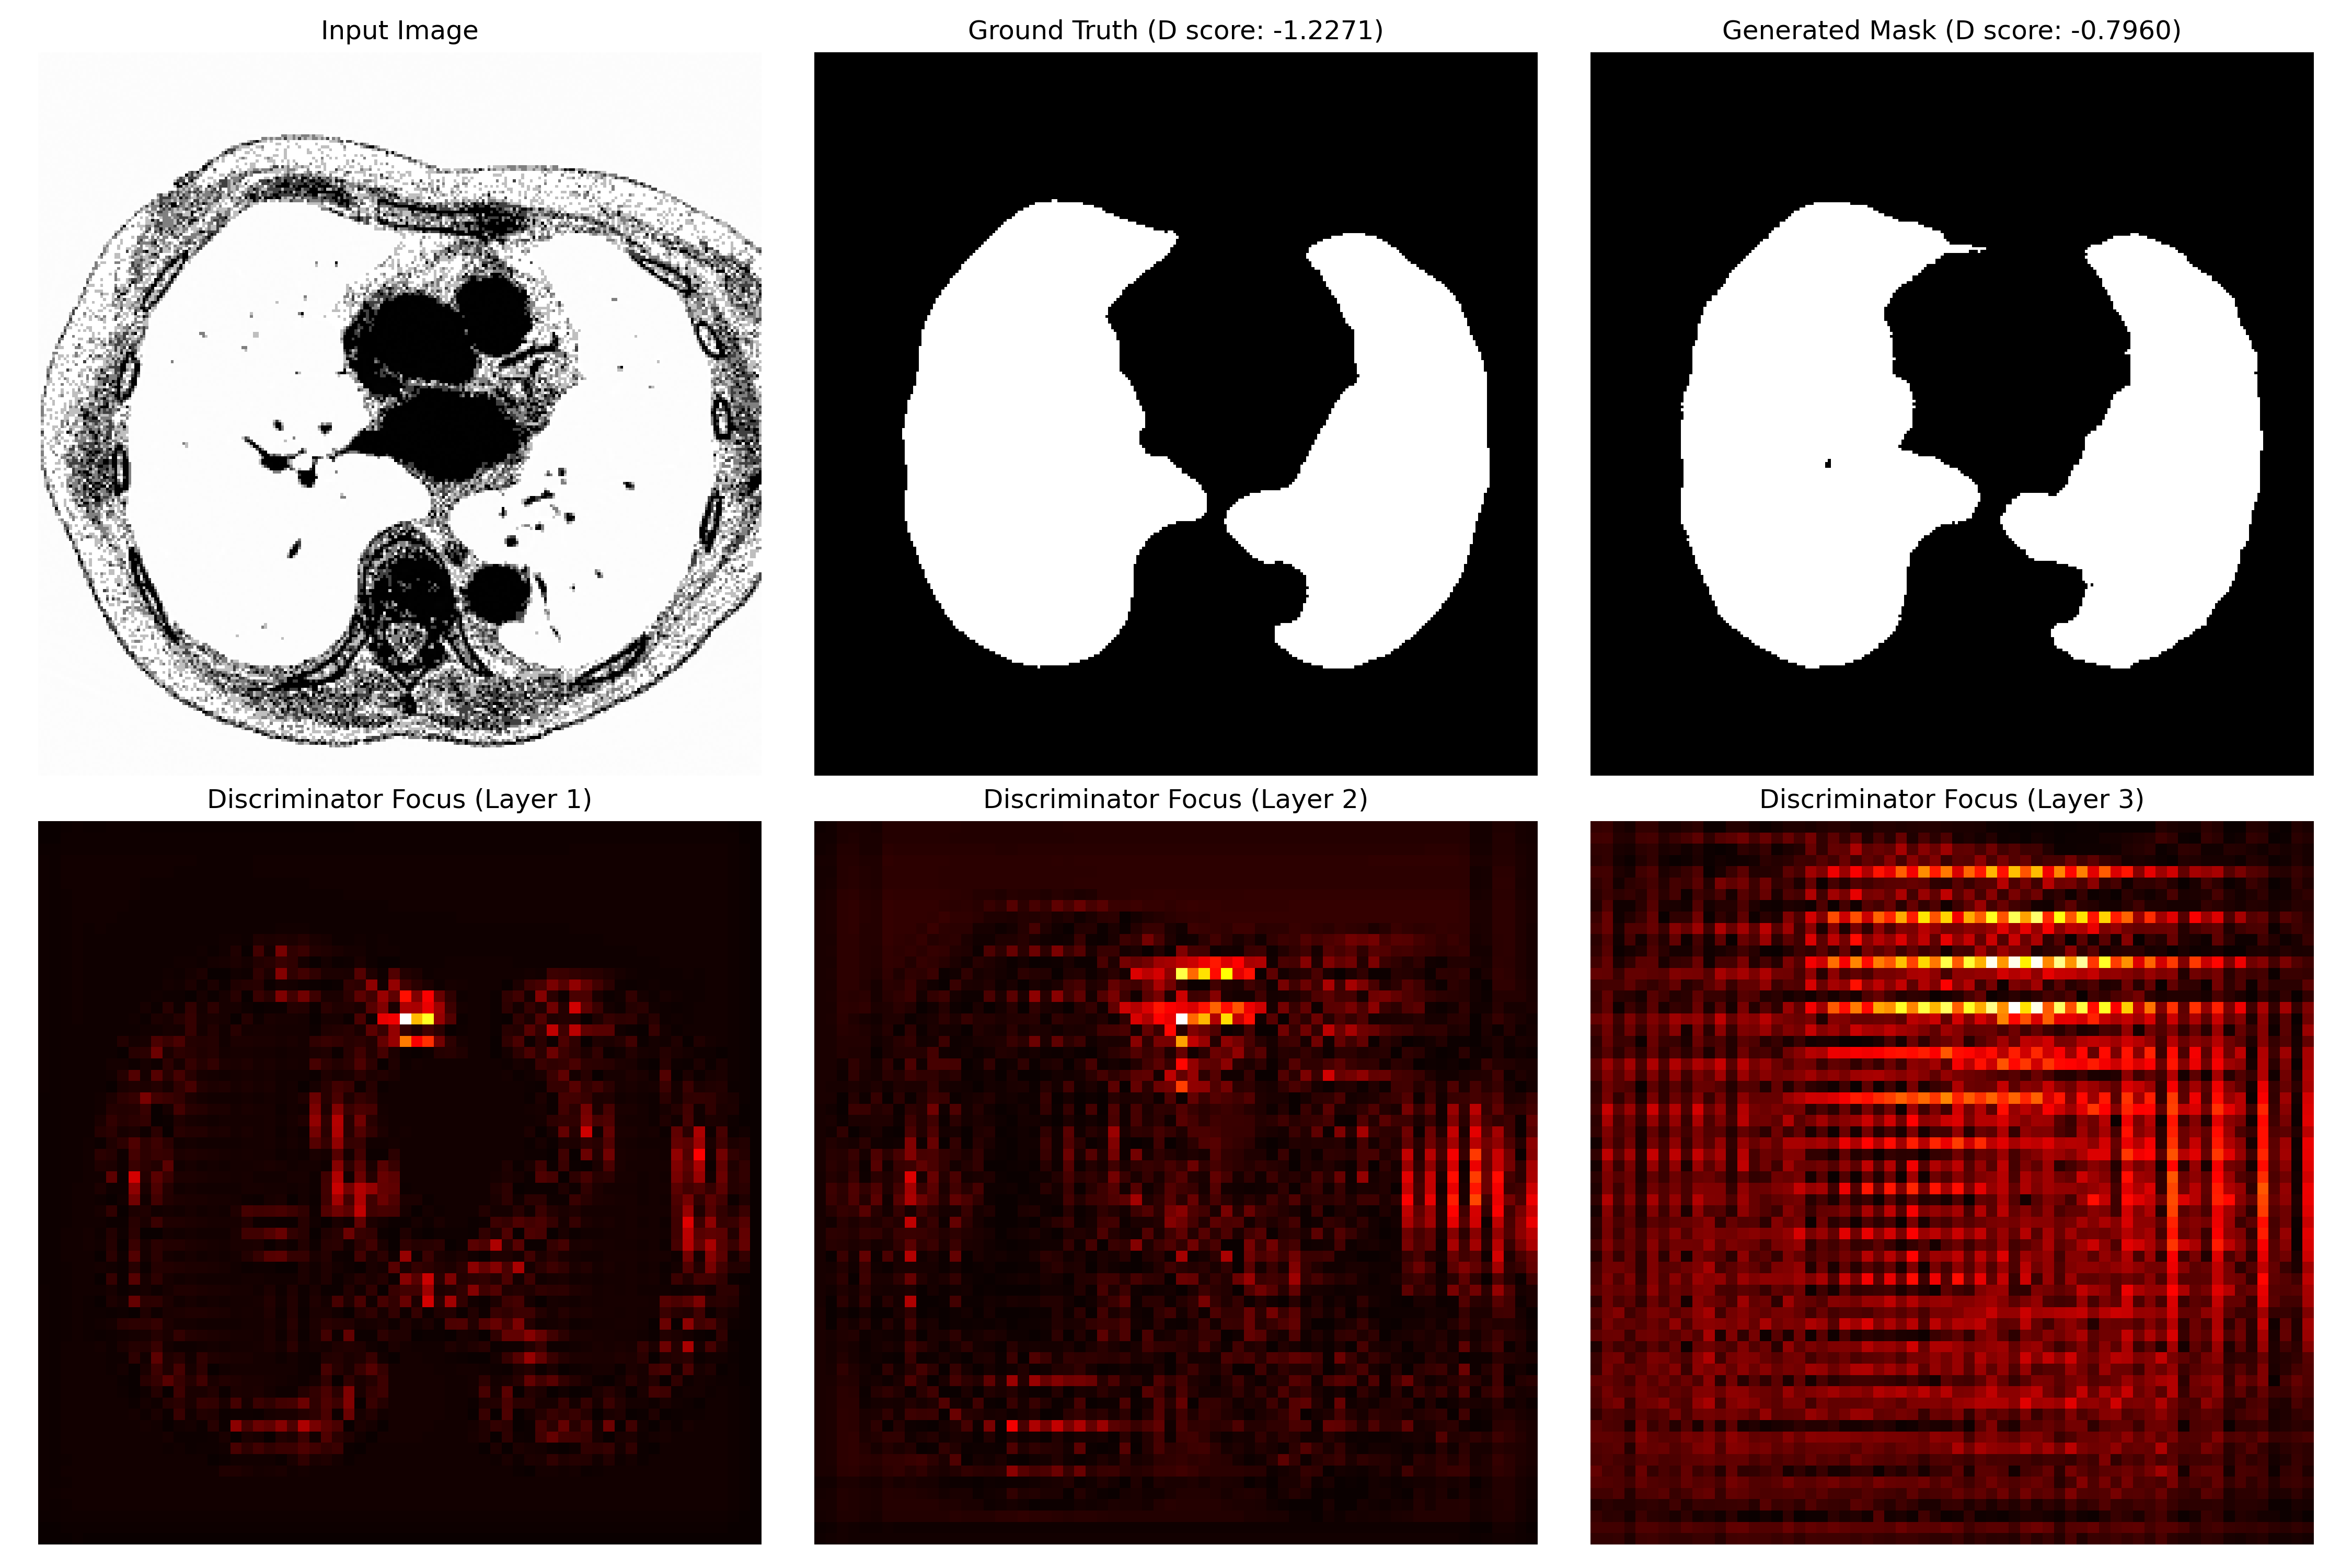 Input Image
Ground Truth (D score: -1.2271)
Generated Mask (D score: -0.7960)
Discriminator Focus (Layer 1)
Discriminator Focus (Layer 2)
Discriminator Focus (Layer 3)